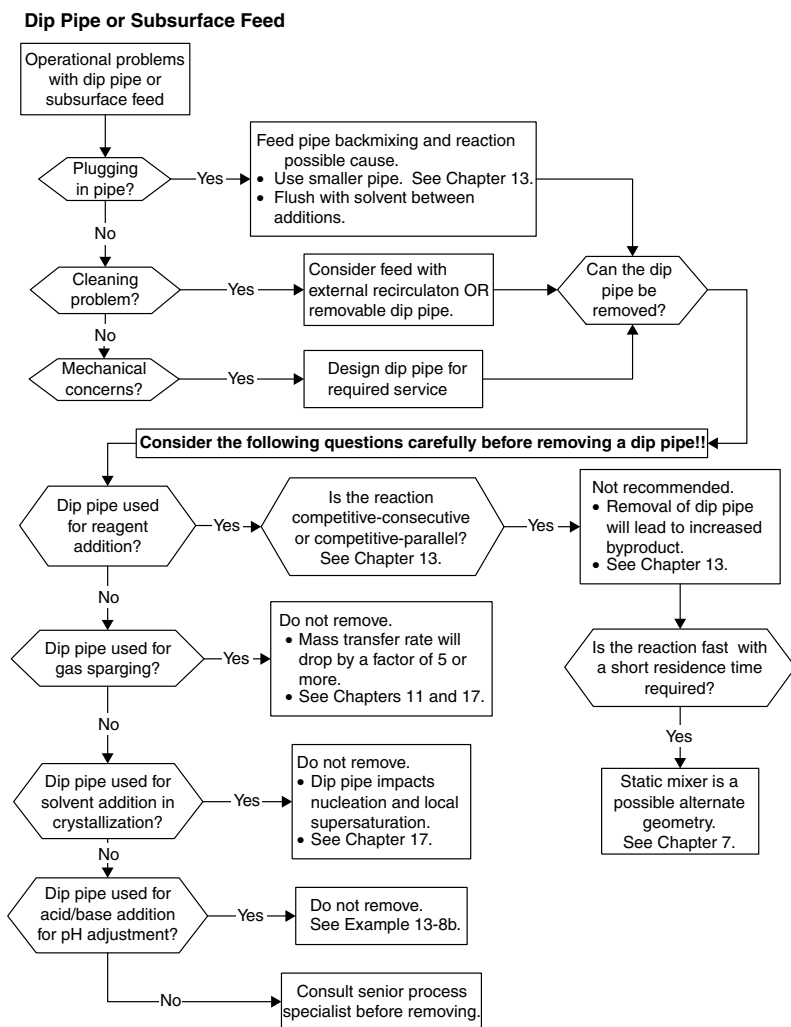 Dip Pipe or Subsurface Feed
Operational problems
with dip pipe or
subsurface feed
Plugging
in pipe?
Yes
Feed pipe backmixing and reaction
possible cause.
• Use smaller pipe. See Chapter 13.
• Flush with solvent between
additions.
No
Cleaning
problem?
Yes
Consider feed with
external recirculaton OR
removable dip pipe.
Can the dip
pipe be
removed?
No
Mechanical
concerns?
Yes
Design dip pipe for
required service
Consider the following questions carefully before removing a dip pipe!!
Dip pipe used
for reagent
addition?
Yes
Is the reaction
competitive-consecutive
or competitive-parallel?
See Chapter 13.
Yes
Not recommended.
• Removal of dip pipe
will lead to increased
byproduct.
• See Chapter 13.
No
Dip pipe used for
gas sparging?
Yes
Do not remove.
• Mass transfer rate will
drop by a factor of 5 or
more.
• See Chapters 11 and 17.
Is the reaction fast with
a short residence time
required?
No
Yes
Dip pipe used for
solvent addition in
crystallization?
Yes
Do not remove.
• Dip pipe impacts
nucleation and local
supersaturation.
• See Chapter 17.
Static mixer is a
possible alternate
geometry.
See Chapter 7.
No
Dip pipe used for
acid/base addition
for pH adjustment?
Yes
Do not remove.
See Example 13-8b.
No
Consult senior process
specialist before removing.